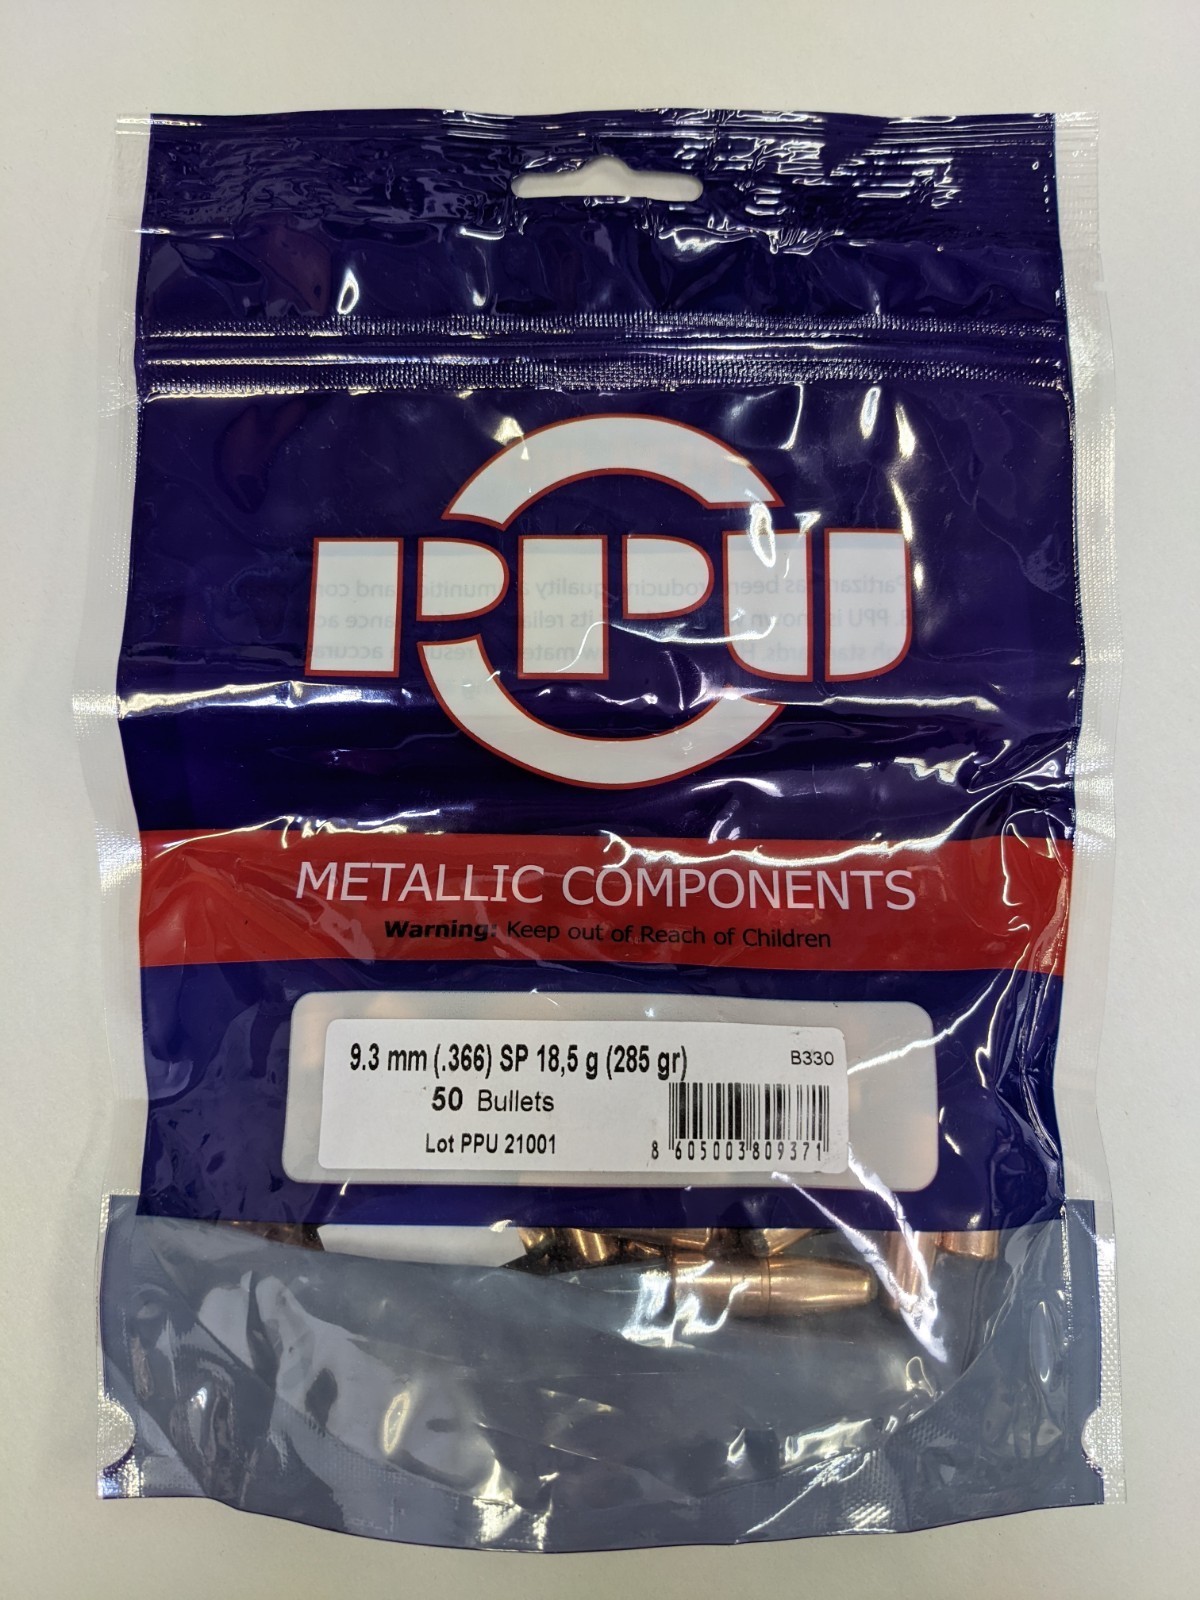 PPU
METALLIC COMPONENTS
Warning: Keep out of Reach of Children
9.3 mm (.366) SP 18,5 g (285 gr)
B330
50 Bullets
Lot PPU 21001
8 605003 809371